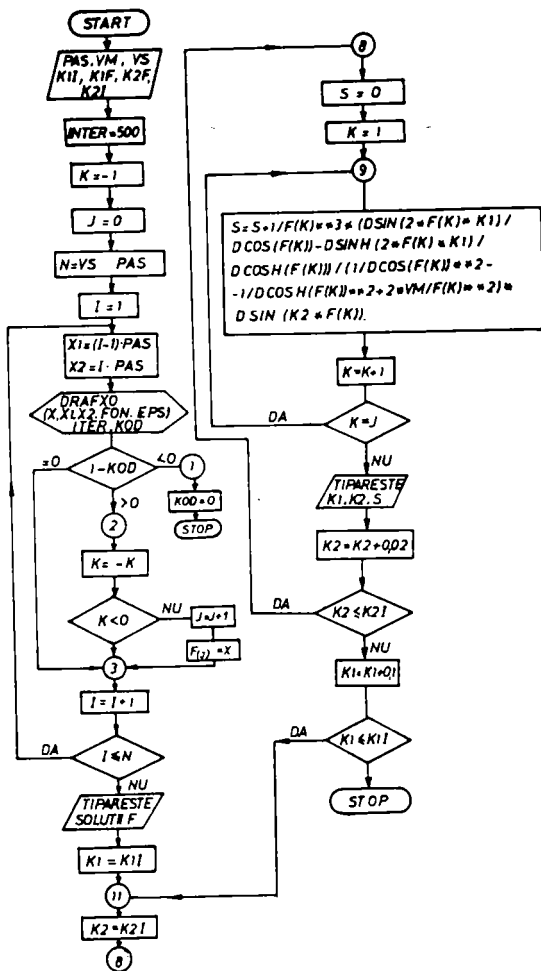 START
PAS.VM, VS
K1I, K1F, K2F,
K2I
INTER=500
K=-1
J=0
N=VS PAS
I=1
X1=(I-1)·PAS
X2=I·PAS
DRAFXO
(X,X1,X2,FON.EPS)
ITER,KOD
1-KOD
=0
<0
>0
1
KOD=0
STOP
2
K=-K
K<0
NU
J=J+1
F(J)=X
3
I=I+1
I≤N
DA
NU
TIPARESTE
SOLUTII F
K1=K1I
11
K2=K2I
8
8
S=0
K=1
9
S=S+1/F(K)**3*(DSIN(2*F(K)*K1)/
DCOS(F(K))-DSINH(2*F(K)*K1)/
DCOSH(F(K)))/(1/DCOS(F(K))**2-
-1/DCOSH(F(K))**2+2*VM/F(K)**2)*
DSIN(K2*F(K)).
K=K+1
K=J
DA
NU
TIPARESTE
K1.K2.S
K2=K2+0,02
K2≤K2I
DA
NU
K1=K1+0,1
K1≤K1I
DA
STOP